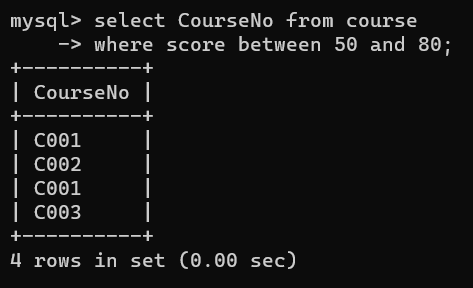 mysql> select CourseNo from course
    -> where score between 50 and 80;
+----------+
| CourseNo |
+----------+
| C001     |
| C002     |
| C001     |
| C003     |
+----------+
4 rows in set (0.00 sec)